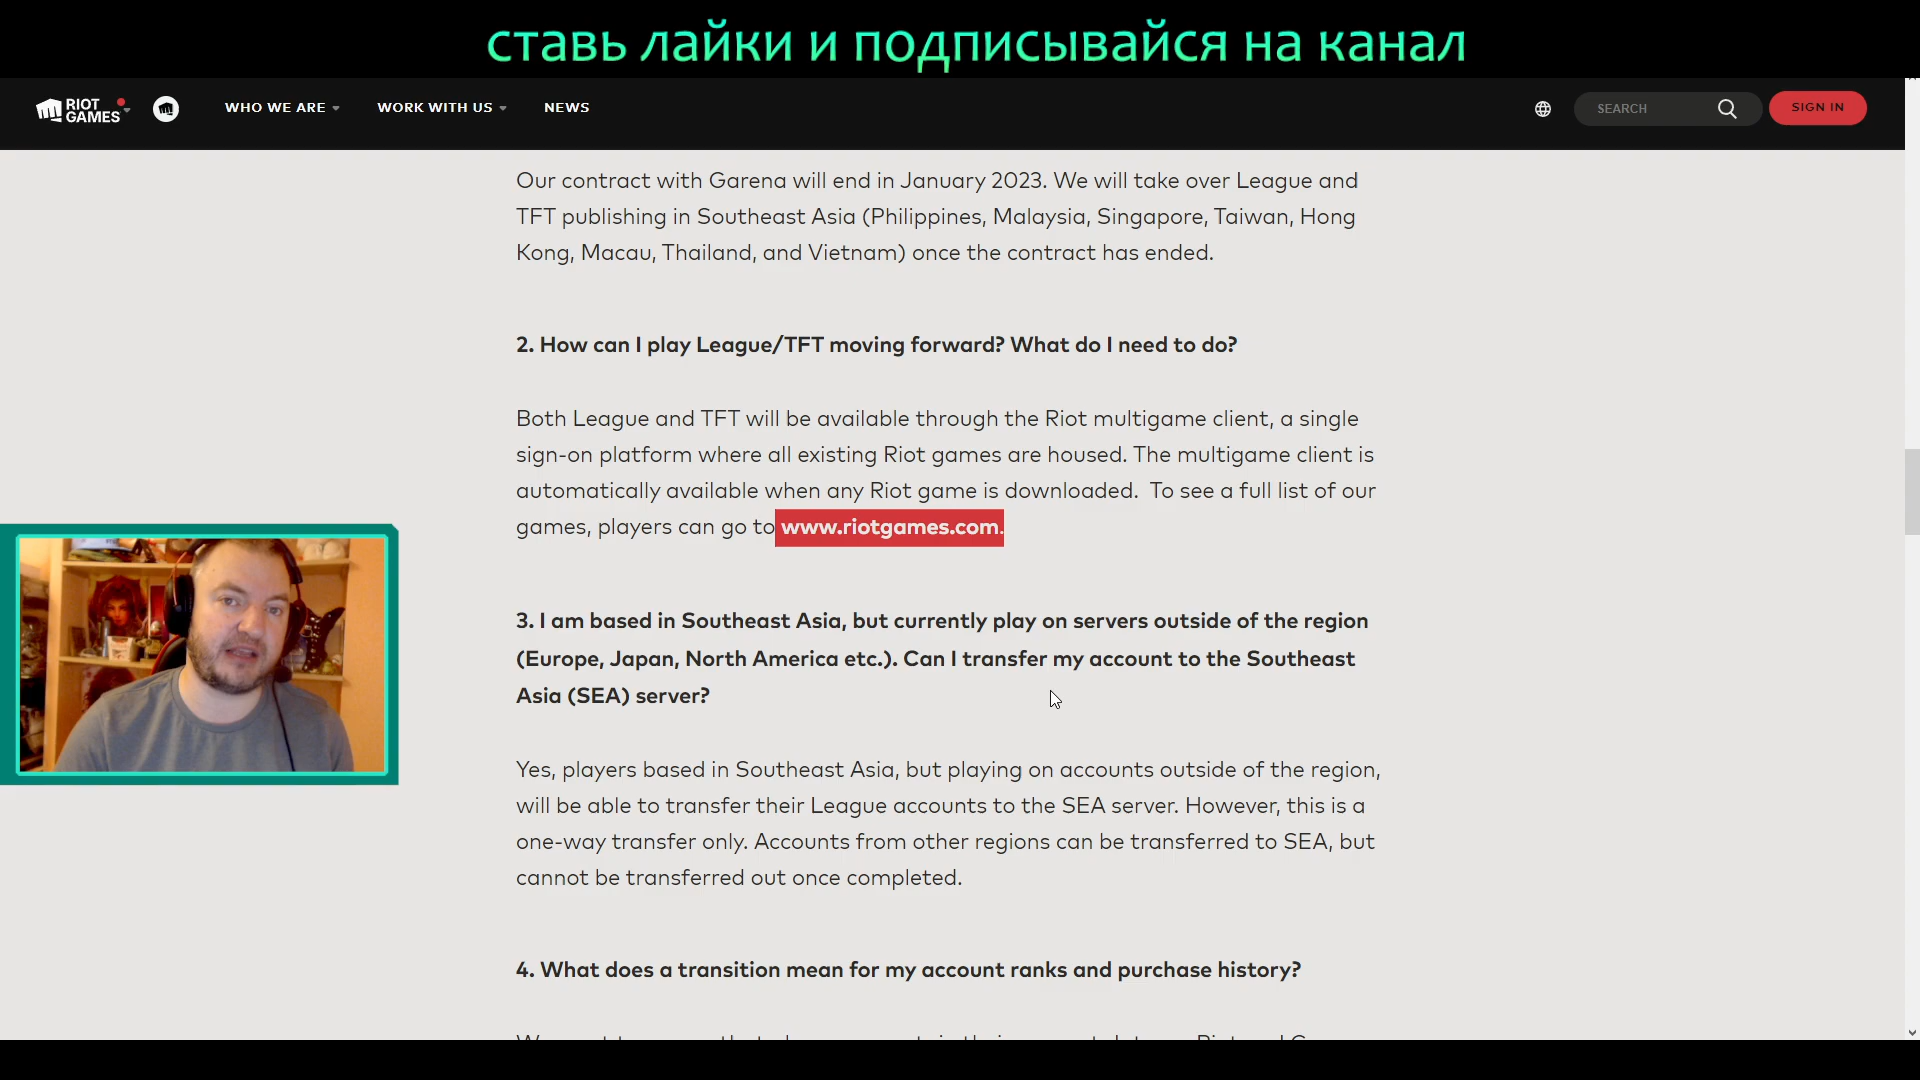 ставь лайки и подписывайся на канал
RIOT GAMES
WHO WE ARE
WORK WITH US
NEWS
SEARCH
SIGN IN
Our contract with Garena will end in January 2023. We will take over League and
TFT publishing in Southeast Asia (Philippines, Malaysia, Singapore, Taiwan, Hong
Kong, Macau, Thailand, and Vietnam) once the contract has ended.
2. How can I play League/TFT moving forward? What do I need to do?
Both League and TFT will be available through the Riot multigame client, a single
sign-on platform where all existing Riot games are housed. The multigame client is
automatically available when any Riot game is downloaded. To see a full list of our
games, players can go to www.riotgames.com.
3. I am based in Southeast Asia, but currently play on servers outside of the region
(Europe, Japan, North America etc.). Can I transfer my account to the Southeast
Asia (SEA) server?
Yes, players based in Southeast Asia, but playing on accounts outside of the region,
will be able to transfer their League accounts to the SEA server. However, this is a
one-way transfer only. Accounts from other regions can be transferred to SEA, but
cannot be transferred out once completed.
4. What does a transition mean for my account ranks and purchase history?